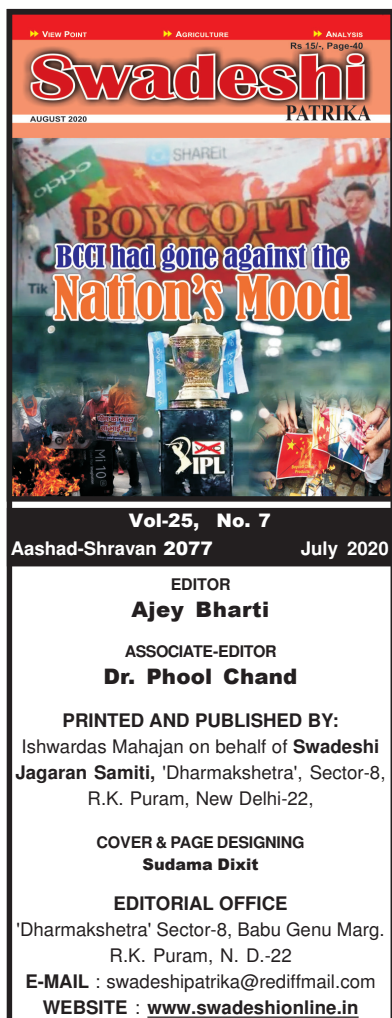 VIEW POINT AGRICULTURE ANALYSIS
Rs 15/-, Page-40
Swadeshi
AUGUST 2020 PATRIKA
SHAREit
oppo
BOYCOTT
BCCI had gone against the
Tik
Nation's Mood
Mi 10
VIVO
IPL
Vol-25, No. 7
Aashad-Shravan 2077 July 2020
EDITOR
Ajey Bharti
ASSOCIATE-EDITOR
Dr. Phool Chand
PRINTED AND PUBLISHED BY:
Ishwardas Mahajan on behalf of Swadeshi
Jagaran Samiti, 'Dharmakshetra', Sector-8,
R.K. Puram, New Delhi-22,
COVER & PAGE DESIGNING
Sudama Dixit
EDITORIAL OFFICE
'Dharmakshetra' Sector-8, Babu Genu Marg.
R.K. Puram, N. D.-22
E-MAIL : swadeshipatrika@rediffmail.com
WEBSITE : www.swadeshionline.in